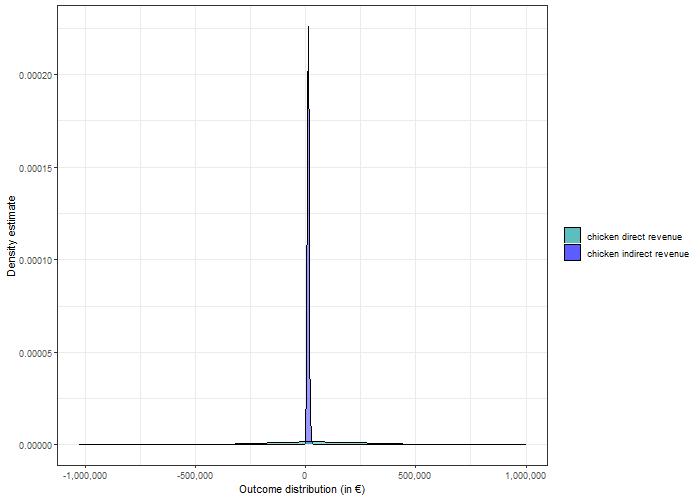 0.00020
0.00015
0.00010
0.00005
0.00000
Density estimate
-1,000,000
-500,000
0
500,000
1,000,000
Outcome distribution (in €)
chicken direct revenue
chicken indirect revenue